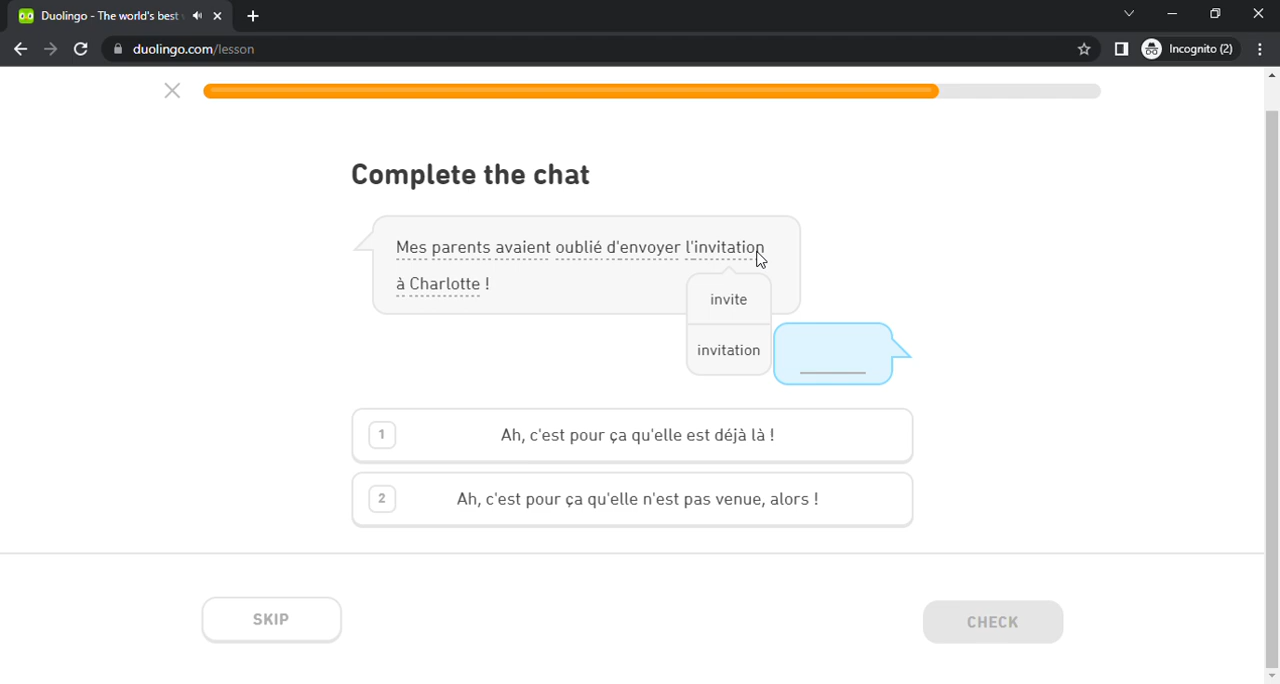 Duolingo - The world's best
duolingo.com/lesson
Incognito (2)
Complete the chat
Mes parents avaient oublié d'envoyer l'invitation
à Charlotte !
invite
invitation
1 Ah, c'est pour ça qu'elle est déjà là !
2 Ah, c'est pour ça qu'elle n'est pas venue, alors !
SKIP
CHECK